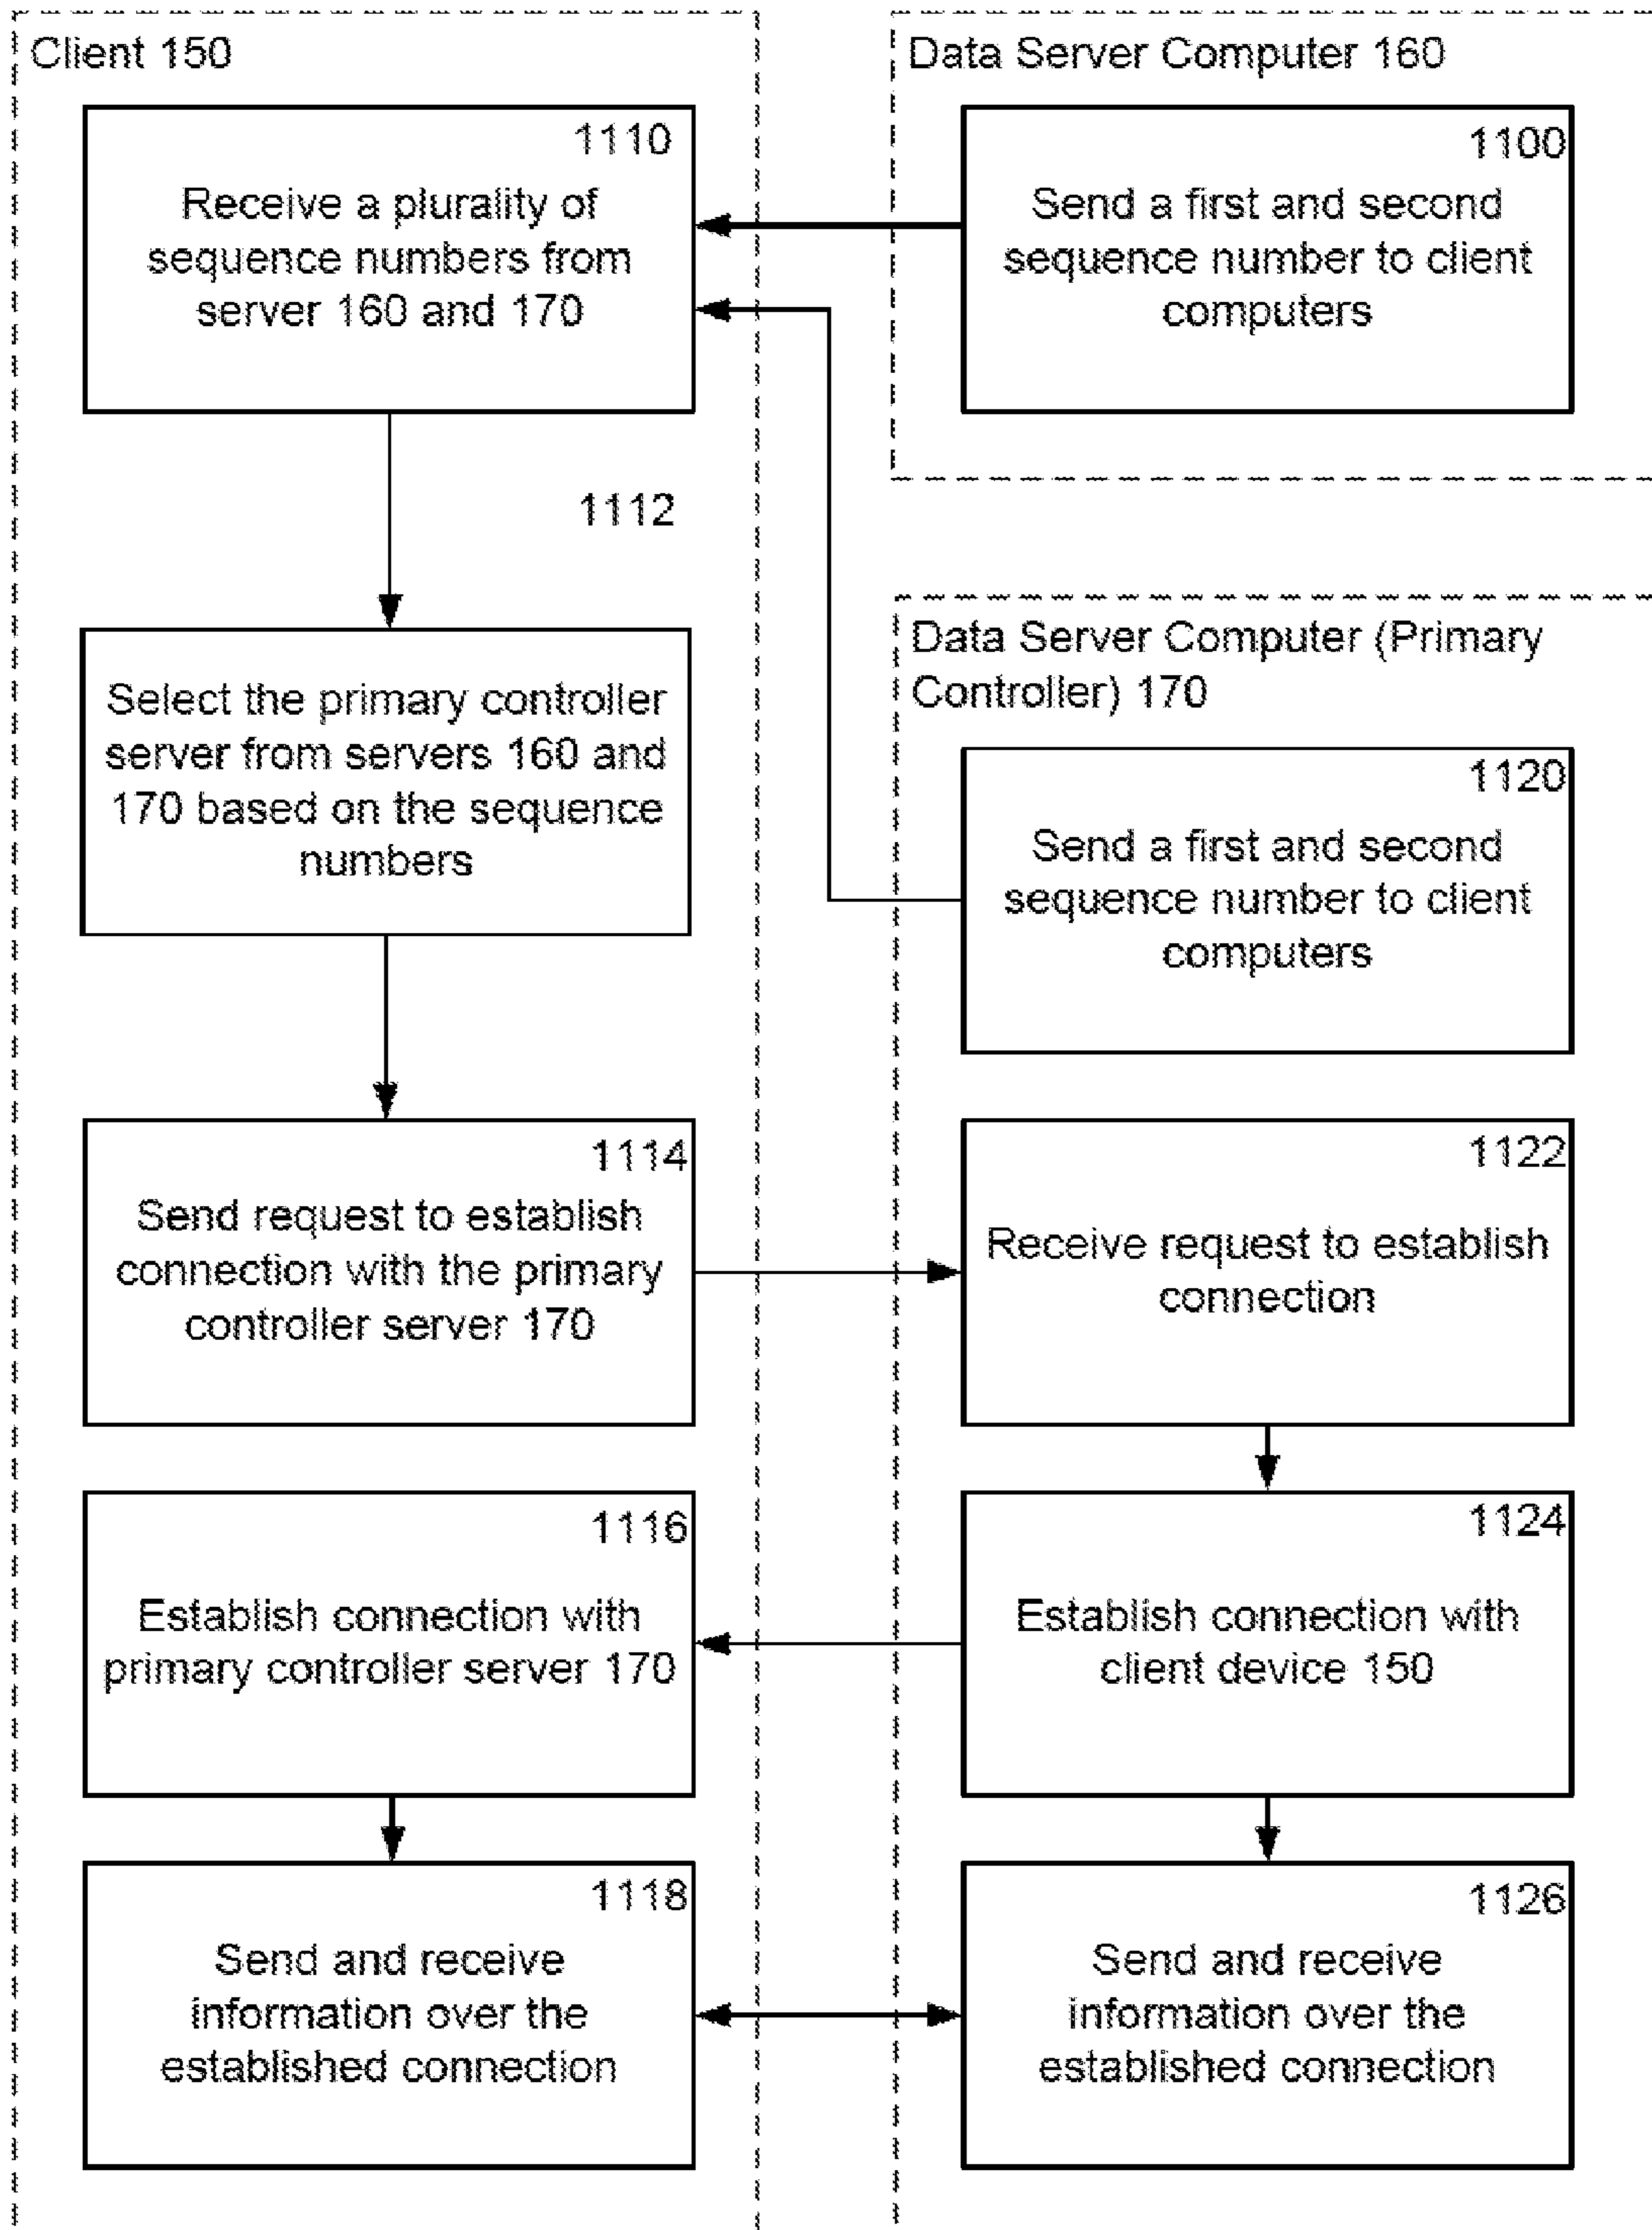 Client 150
1110
Receive a plurality of
sequence numbers from
server 160 and 170
1112
Select the primary controller
server from servers 160 and
170 based on the sequence
numbers
1114
Send request to establish
connection with the primary
controller server 170
1116
Establish connection with
primary controller server 170
1118
Send and receive
information over the
established connection
Data Server Computer 160
1100
Send a first and second
sequence number to client
computers
Data Server Computer (Primary
Controller) 170
1120
Send a first and second
sequence number to client
computers
1122
Receive request to establish
connection
1124
Establish connection with
client device 150
1126
Send and receive
information over the
established connection